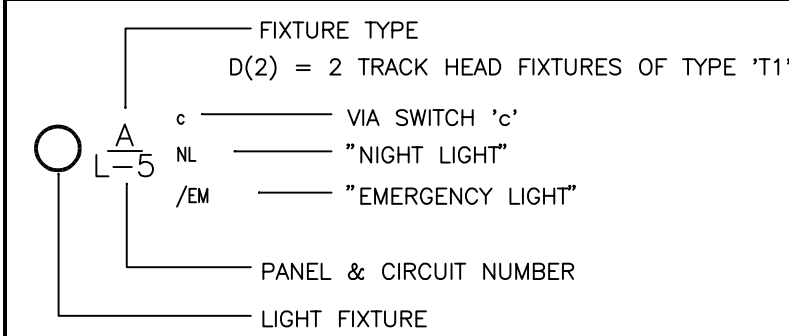 FIXTURE TYPE
D(2) = 2 TRACK HEAD FIXTURES OF TYPE 'T1'
c VIA SWITCH 'c'
A
L-5
NL "NIGHT LIGHT"
/EM "EMERGENCY LIGHT"
PANEL & CIRCUIT NUMBER
LIGHT FIXTURE